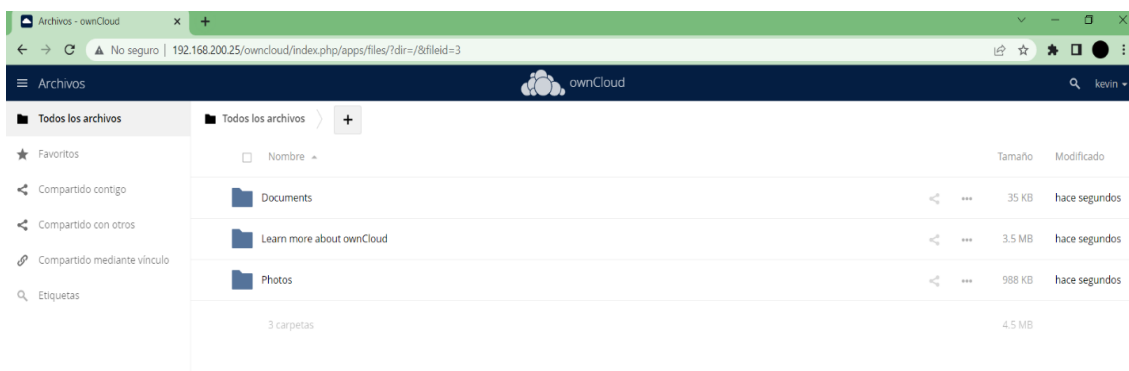 Archivos - ownCloud
No seguro | 192.168.200.25/owncloud/index.php/apps/files/?dir=/&fileid=3
Archivos ownCloud kevin
Todos los archivos Todos los archivos +
Favoritos Nombre Tamaño Modificado
Compartido contigo
Documents 35 KB hace segundos
Compartido con otros
Learn more about ownCloud 3.5 MB hace segundos
Compartido mediante vínculo
Photos 988 KB hace segundos
Etiquetas
3 carpetas 4.5 MB